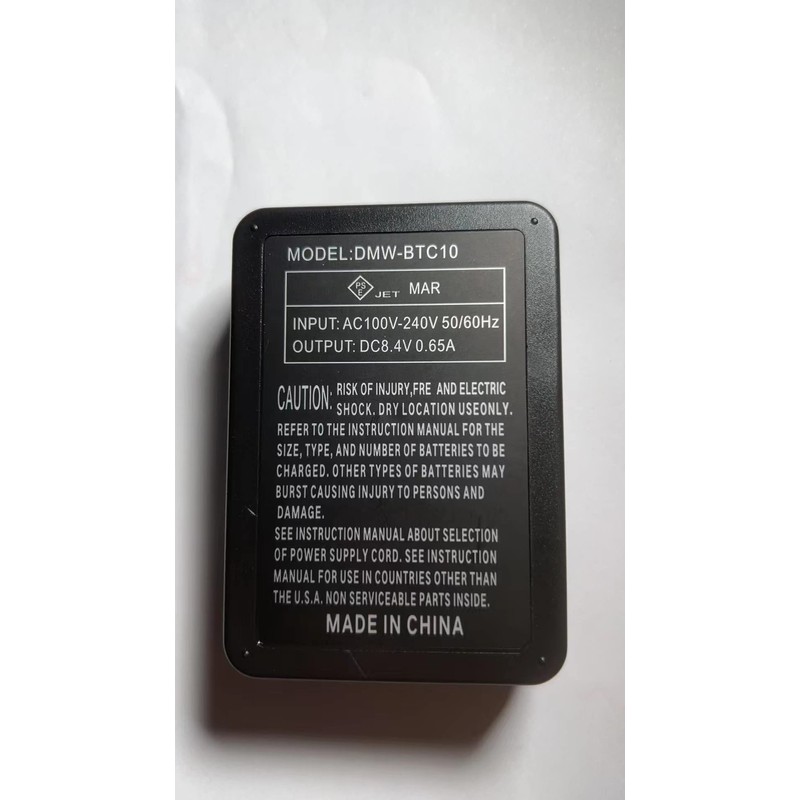 MODEL:DMW-BTC10
PSE JET MAR
INPUT: AC100V-240V 50/60Hz
OUTPUT: DC8.4V 0.65A
CAUTION: RISK OF INJURY,FRE AND ELECTRIC
SHOCK. DRY LOCATION USEONLY.
REFER TO THE INSTRUCTION MANUAL FOR THE
SIZE, TYPE, AND NUMBER OF BATTERIES TO BE
CHARGED. OTHER TYPES OF BATTERIES MAY
BURST CAUSING INJURY TO PERSONS AND
DAMAGE.
SEE INSTRUCTION MANUAL ABOUT SELECTION
OF POWER SUPPLY CORD. SEE INSTRUCTION
MANUAL FOR USE IN COUNTRIES OTHER THAN
THE U.S.A. NON SERVICEABLE PARTS INSIDE.
MADE IN CHINA